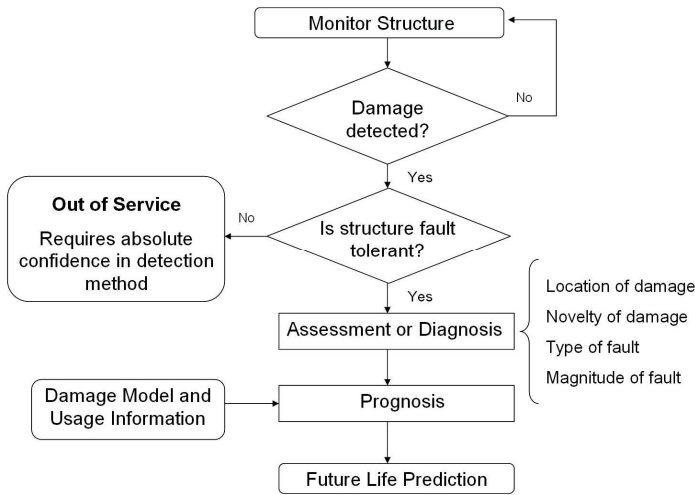 Monitor Structure
Damage
detected?
No
Yes
Out of Service
Requires absolute
confidence in detection
method
No
Is structure fault
tolerant?
Yes
Assessment or Diagnosis
Location of damage
Novelty of damage
Type of fault
Magnitude of fault
Damage Model and
Usage Information
Prognosis
Future Life Prediction